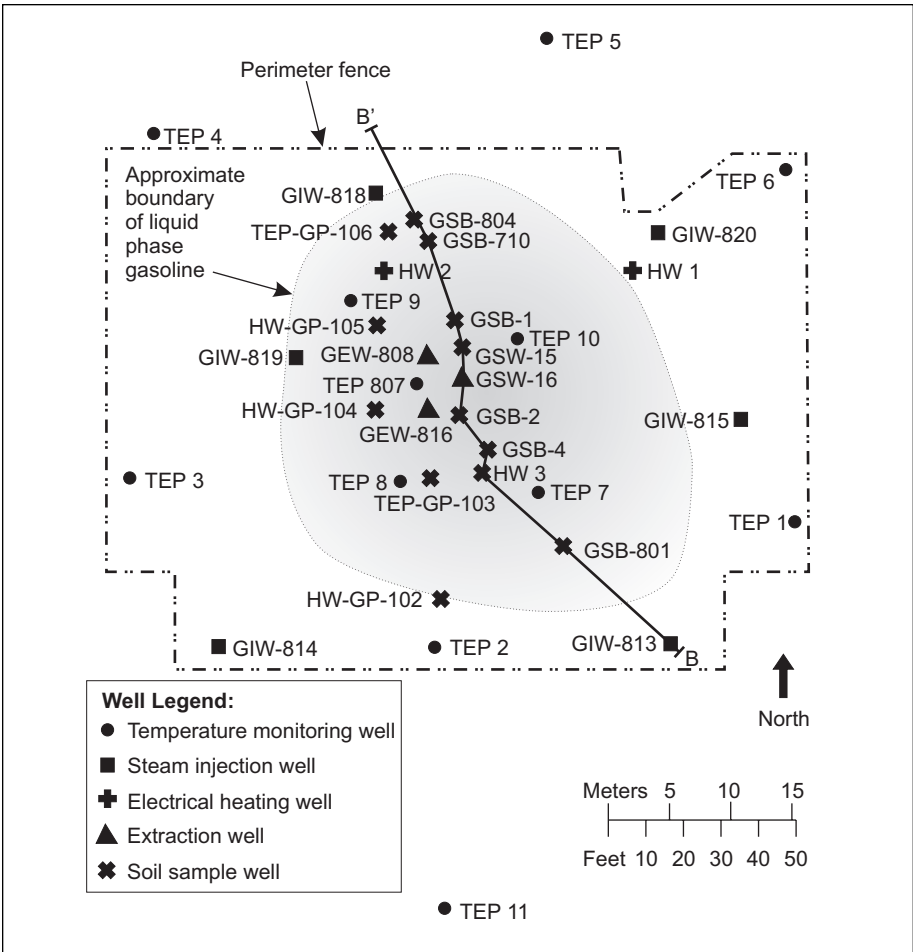 TEP 5
Perimeter fence
B'
TEP 4
Approximate
boundary
of liquid
phase
gasoline
TEP 6
GIW-818
GSB-804
TEP-GP-106
GSB-710
GIW-820
HW 2
HW 1
TEP 9
HW-GP-105
GSB-1
TEP 10
GIW-819
GEW-808
GSW-15
TEP 807
GSW-16
HW-GP-104
GSB-2
GIW-815
GEW-816
GSB-4
HW 3
TEP 3
TEP 8
TEP 7
TEP-GP-103
TEP 1
GSB-801
HW-GP-102
GIW-814
TEP 2
GIW-813
B
North
Well Legend:
Temperature monitoring well
Steam injection well
Electrical heating well
Extraction well
Soil sample well
Meters 5 10 15
Feet 10 20 30 40 50
TEP 11